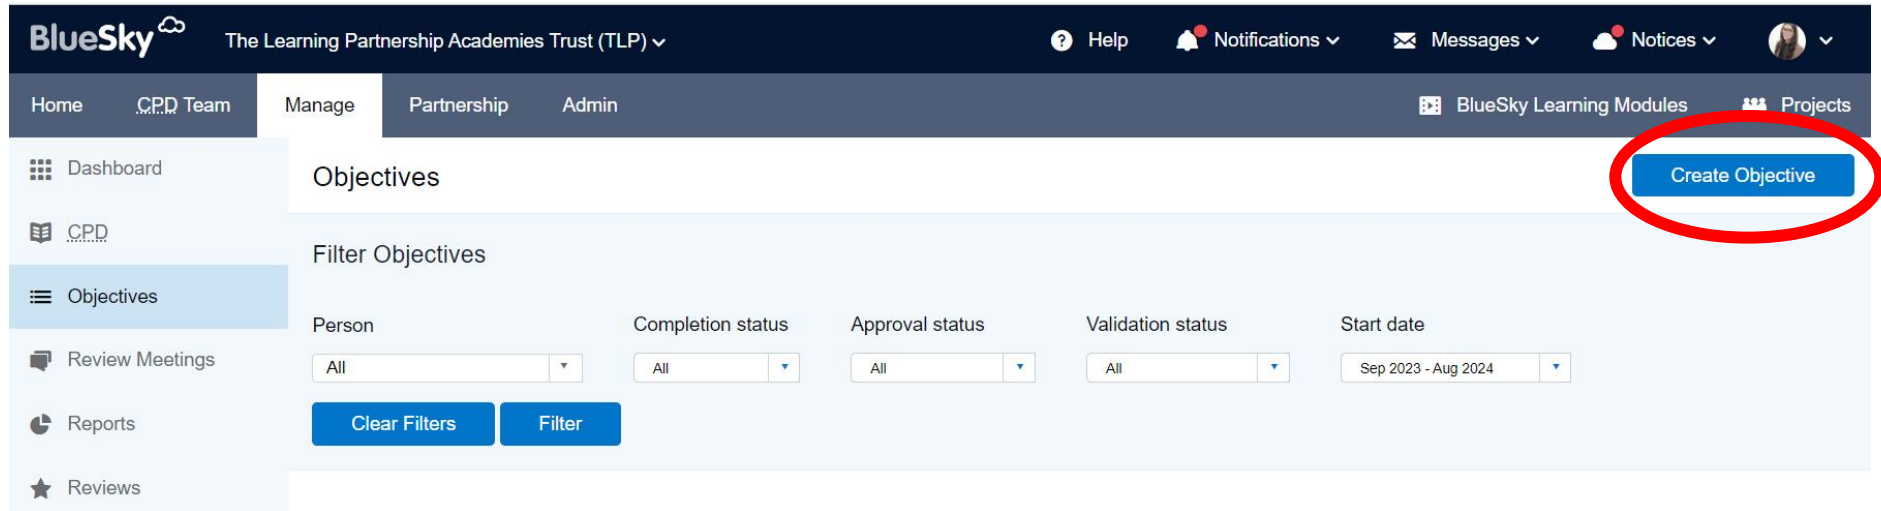 BlueSky The Learning Partnership Academies Trust (TLP) Help Notifications Messages Notices
Home CPD Team Manage Partnership Admin BlueSky Learning Modules Projects
Dashboard
Objectives
Create Objective
CPD
Filter Objectives
Objectives
Person Completion status Approval status Validation status Start date
Review Meetings
All All All All Sep 2023 - Aug 2024
Reports
Clear Filters Filter
Reviews